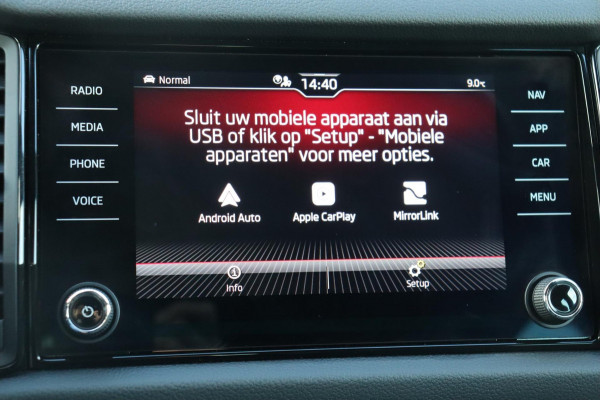 Normal 14:40 9.0°C
RADIO
MEDIA
PHONE
VOICE
Sluit uw mobiele apparaat aan via
USB of klik op "Setup" - "Mobiele
apparaten" voor meer opties.
Android Auto Apple CarPlay MirrorLink
Info Setup
NAV
APP
CAR
MENU